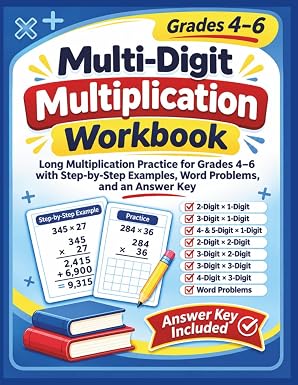 Grades 4–6
Multi-Digit
Multiplication
Workbook
Long Multiplication Practice for Grades 4–6
with Step-by-Step Examples, Word Problems,
and an Answer Key
Step-by-Step Example
345 × 27
345
× 27
2,415
+ 6,900
= 9,315
Practice
284 × 36
284
× 36
2-Digit × 1-Digit
3-Digit × 1-Digit
4- & 5-Digit × 1-Digit
2-Digit × 2-Digit
3-Digit × 2-Digit
3-Digit × 3-Digit
4-Digit × 3-Digit
Word Problems
Answer Key
Included